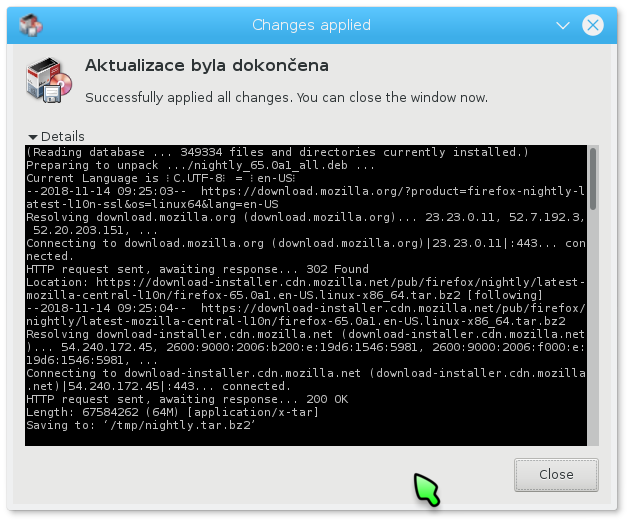 Changes applied
Aktualizace byla dokončena
Successfully applied all changes. You can close the window now.
Details
(Reading database ... 349334 files and directories currently installed.)
Preparing to unpack .../nightly_65.0a1_all.deb ...
Current Language is ⁝C.UTF-8⁝ = ⁝en-US⁝
--2018-11-14 09:25:03--  https://download.mozilla.org/?product=firefox-nightly-l
atest-l10n-ssl&os=linux64&lang=en-US
Resolving download.mozilla.org (download.mozilla.org)... 23.23.0.11, 52.7.192.3,
 52.20.203.151, ...
Connecting to download.mozilla.org (download.mozilla.org)|23.23.0.11|:443... con
nected.
HTTP request sent, awaiting response... 302 Found
Location: https://download-installer.cdn.mozilla.net/pub/firefox/nightly/latest-
mozilla-central-l10n/firefox-65.0a1.en-US.linux-x86_64.tar.bz2 [following]
--2018-11-14 09:25:04--  https://download-installer.cdn.mozilla.net/pub/firefox/
nightly/latest-mozilla-central-l10n/firefox-65.0a1.en-US.linux-x86_64.tar.bz2
Resolving download-installer.cdn.mozilla.net (download-installer.cdn.mozilla.net
)... 54.240.172.45, 2600:9000:2006:b200:e:19d6:1546:5981, 2600:9000:2006:f000:e:
19d6:1546:5981, ...
Connecting to download-installer.cdn.mozilla.net (download-installer.cdn.mozilla
.net)|54.240.172.45|:443... connected.
HTTP request sent, awaiting response... 200 OK
Length: 67584262 (64M) [application/x-tar]
Saving to: ‘/tmp/nightly.tar.bz2’
Close